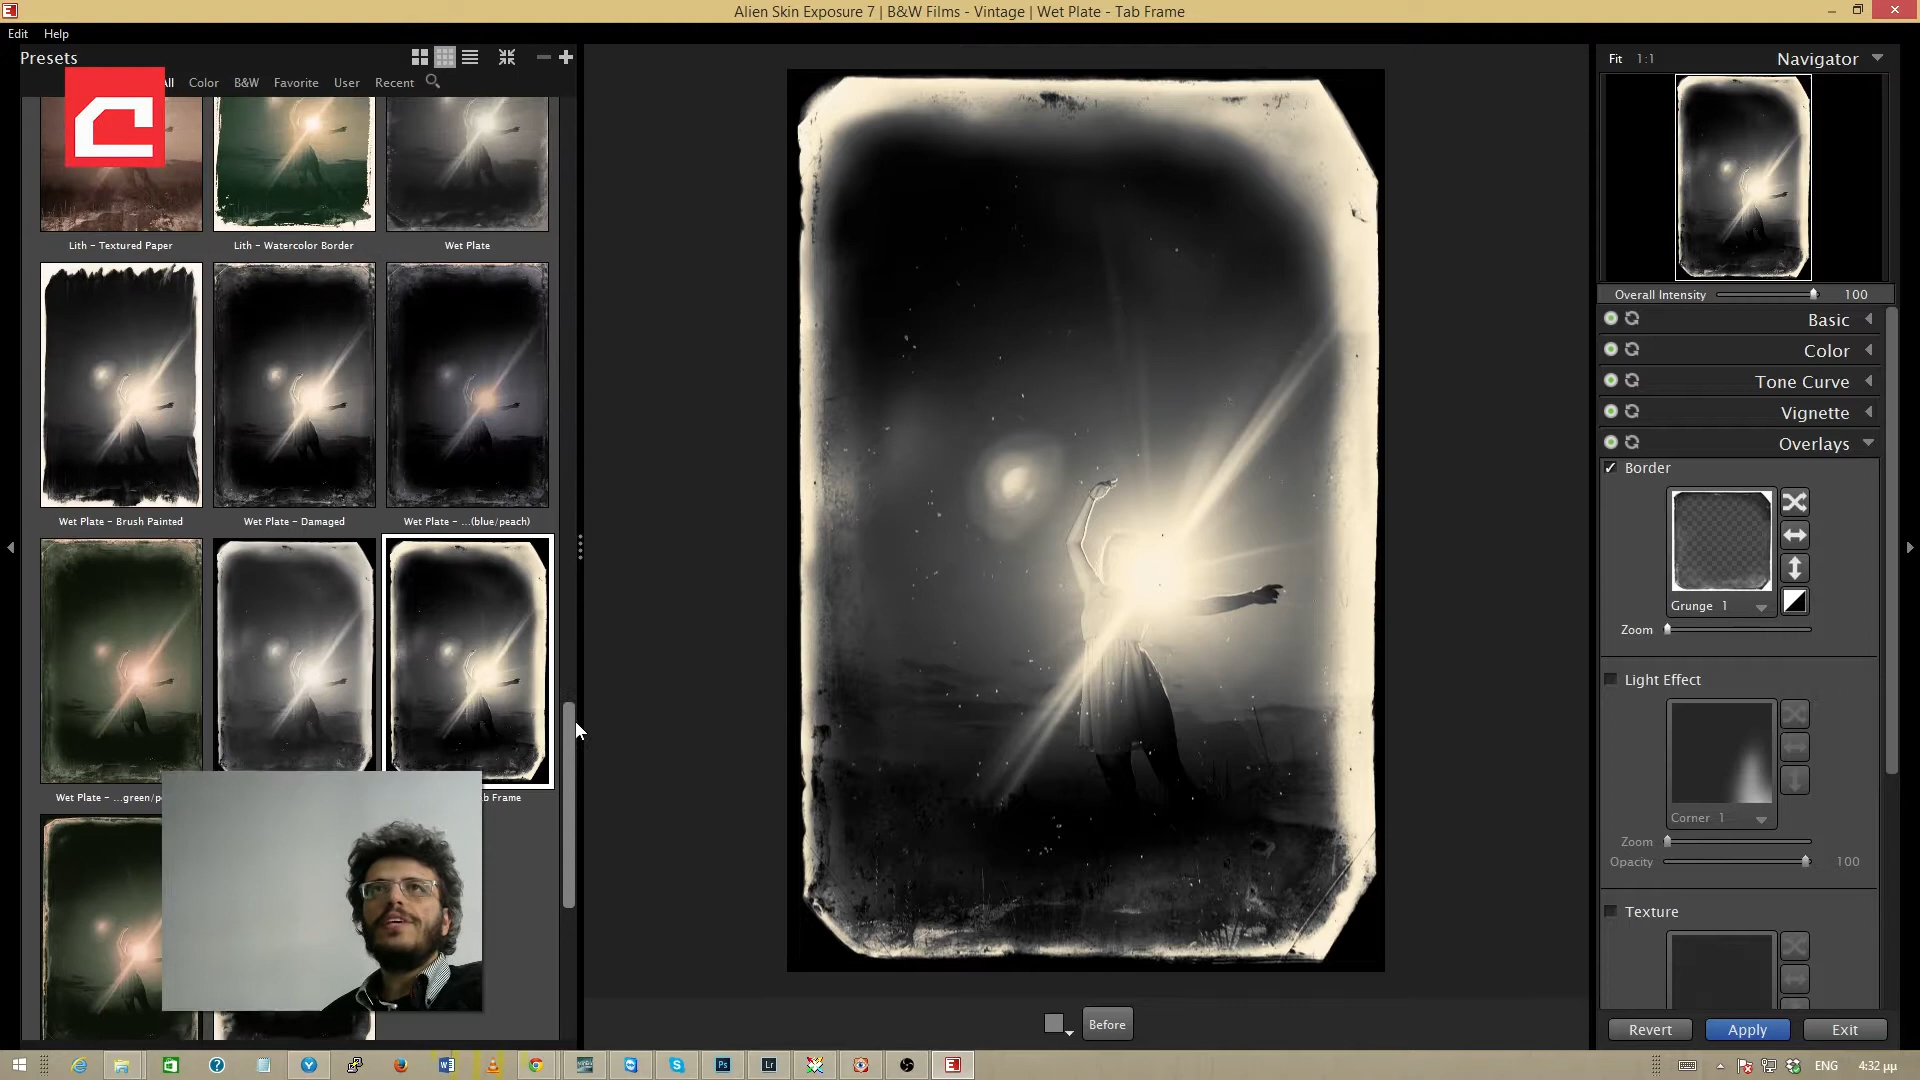 Alien Skin Exposure 7 | B&W Films - Vintage | Wet Plate - Tab Frame
Edit Help
Presets
All Color B&W Favorite User Recent
Lith - Textured Paper
Lith - Watercolor Border
Wet Plate
Wet Plate - Brush Painted
Wet Plate - Damaged
Wet Plate - ...(blue/peach)
Wet Plate - ...green/p
b Frame
Before
Fit 1:1 Navigator
Overall Intensity 100
Basic
Color
Tone Curve
Vignette
Overlays
Border
Grunge 1
Zoom
Light Effect
Corner 1
Zoom
Opacity 100
Texture
Revert Apply Exit
W Ps Lr ENG 4:32 μμ